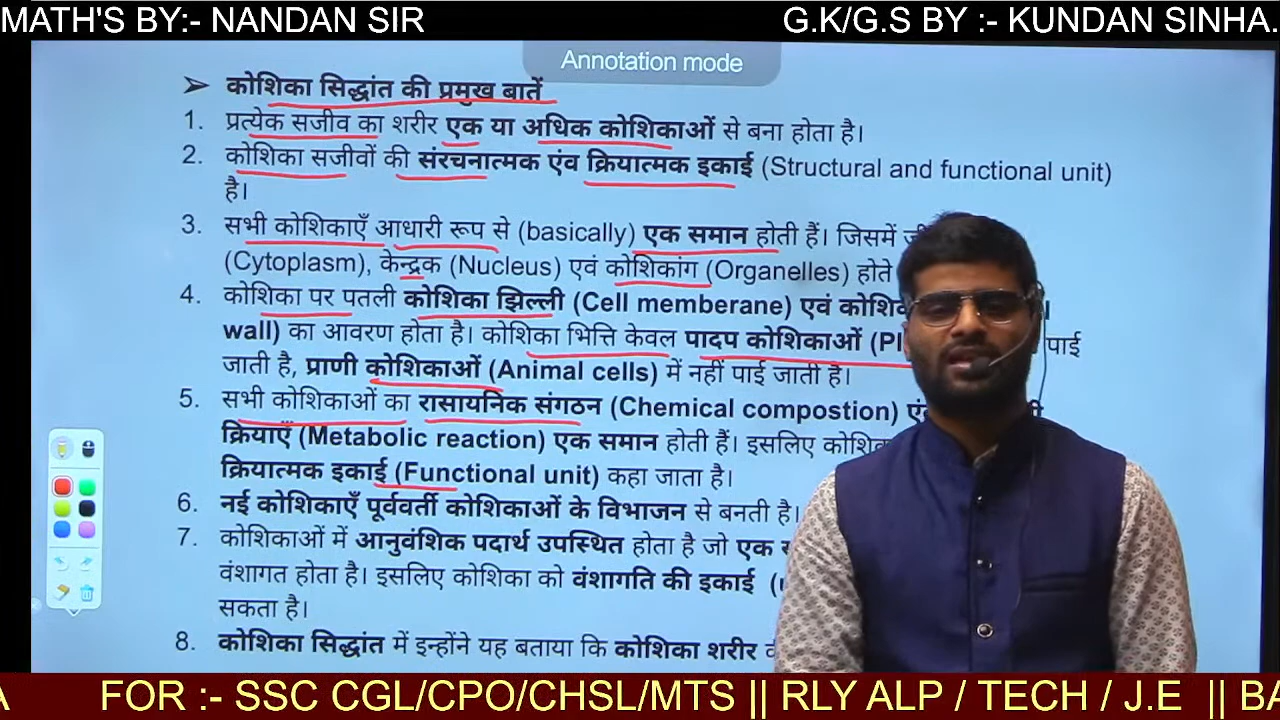 MATH'S BY:- NANDAN SIR
G.K/G.S BY :- KUNDAN SINHA.
Annotation mode
➢ कोशिका सिद्धांत की प्रमुख बातें
1. प्रत्येक सजीव का शरीर एक या अधिक कोशिकाओं से बना होता है।
2. कोशिका सजीवों की संरचनात्मक एंव क्रियात्मक इकाई (Structural and functional unit)
है।
3. सभी कोशिकाएँ आधारी रूप से (basically) एक समान होती हैं। जिसमें
(Cytoplasm), केन्द्रक (Nucleus) एवं कोशिकांग (Organelles) होते
4. कोशिका पर पतली कोशिका झिल्ली (Cell memberane) एवं
wall) का आवरण होता है। कोशिका भित्ति केवल पादप कोशिकाओं पाई
जाती है, प्राणी कोशिकाओं (Animal cells) में नहीं पाई जाती है।
5. सभी कोशिकाओं का रासायनिक संगठन (Chemical compostion)
क्रियाएँ (Metabolic reaction) एक समान होती हैं। इसलिए
क्रियात्मक इकाई (Functional unit) कहा जाता है।
6. नई कोशिकाएँ पूर्ववर्ती कोशिकाओं के विभाजन से बनती है।
7. कोशिकाओं में आनुवंशिक पदार्थ उपस्थित होता है जो एक
वंशागत होता है। इसलिए कोशिका को वंशागति की इकाई
सकता है।
8. कोशिका सिद्धांत में इन्होंने यह बताया कि कोशिका शरीर
A FOR :- SSC CGL/CPO/CHSL/MTS || RLY ALP / TECH / J.E || BA